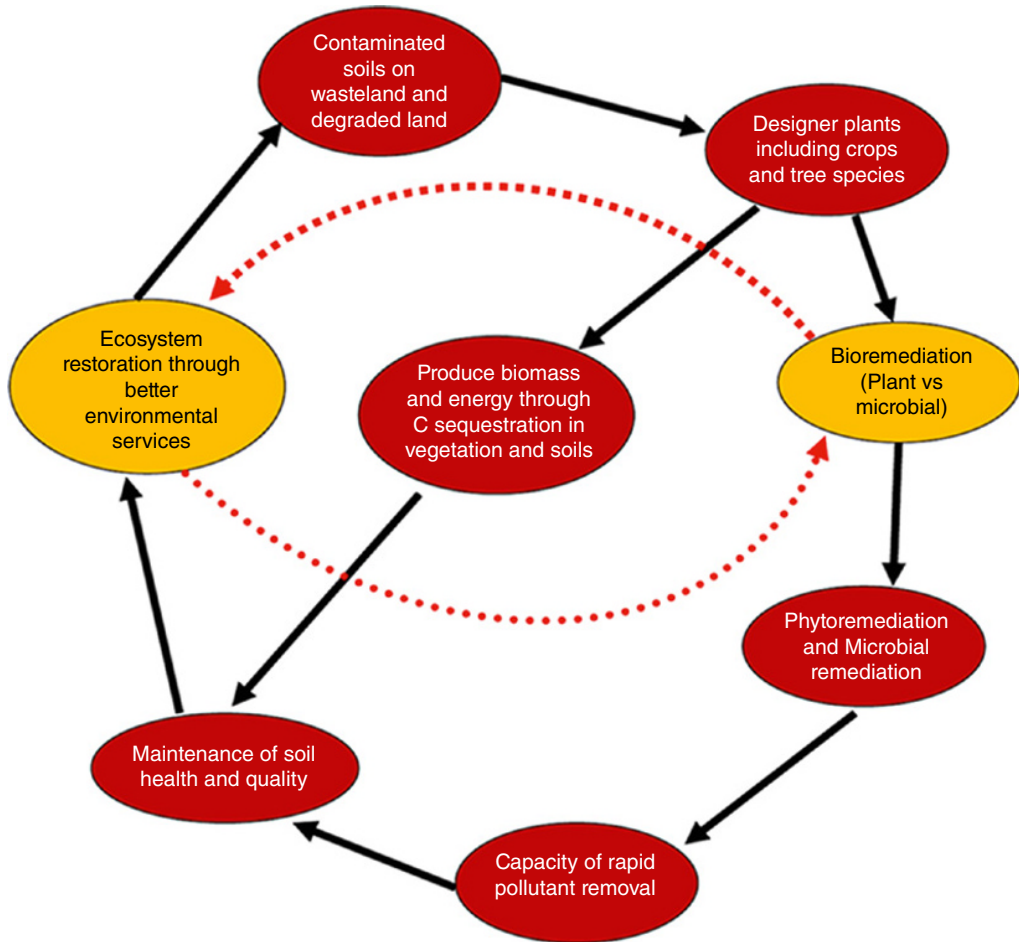 Contaminated
soils on
wasteland and
degraded land
Designer plants
including crops
and tree species
Ecosystem
restoration through
better
environmental
services
Produce biomass
and energy through
C sequestration in
vegetation and soils
Bioremediation
(Plant vs
microbial)
Phytoremediation
and Microbial
remediation
Maintenance of soil
health and quality
Capacity of rapid
pollutant removal